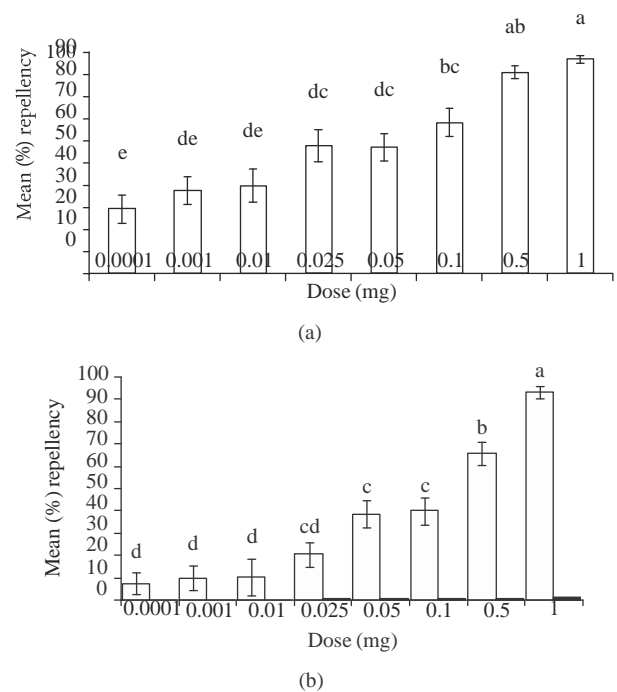 a
ab
100
90
80
70
60
50
40
30
20
10
0
Mean (%) repellency
bc
dc
dc
de
de
e
0.0001 0.001 0.01 0.025 0.05 0.1 0.5 1
Dose (mg)
(a)
100
90
80
70
60
50
40
30
20
10
0
Mean (%) repellency
a
b
c
c
cd
d
d
d
0.0001 0.001 0.01 0.025 0.05 0.1 0.5 1
Dose (mg)
(b)